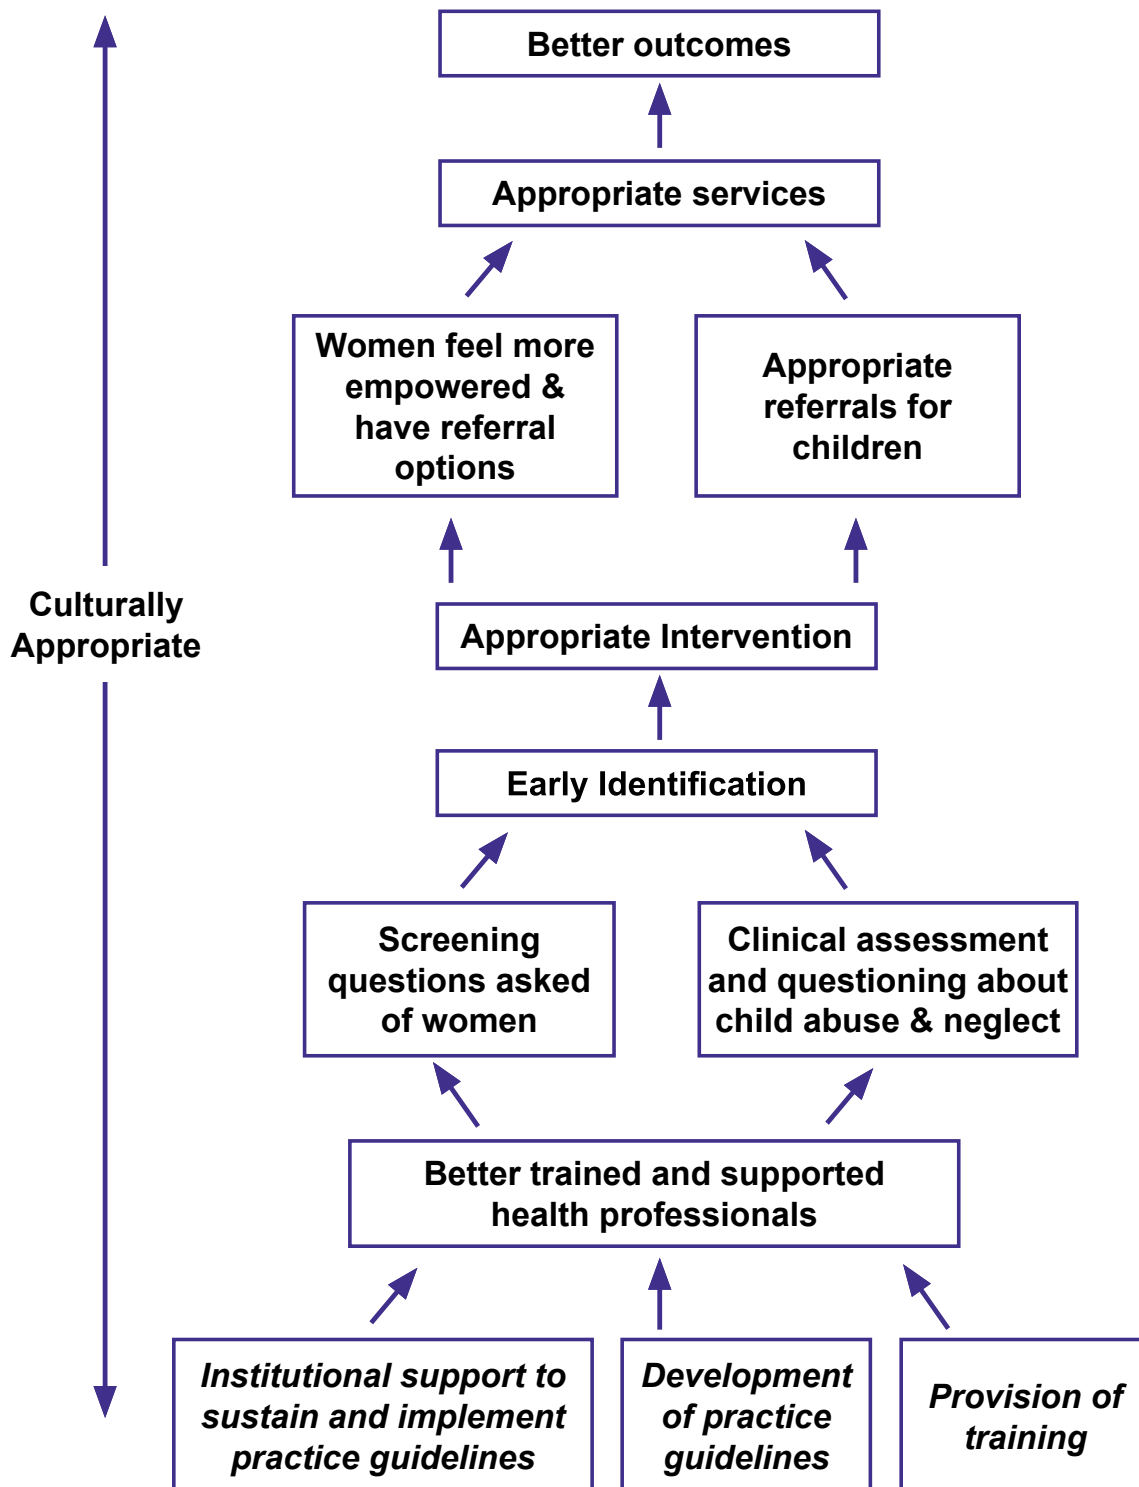 Better outcomes
Appropriate services
Women feel more
empowered &
have referral
options
Appropriate
referrals for
children
Culturally
Appropriate
Appropriate Intervention
Early Identification
Screening
questions asked
of women
Clinical assessment
and questioning about
child abuse & neglect
Better trained and supported
health professionals
Institutional support to
sustain and implement
practice guidelines
Development
of practice
guidelines
Provision of
training